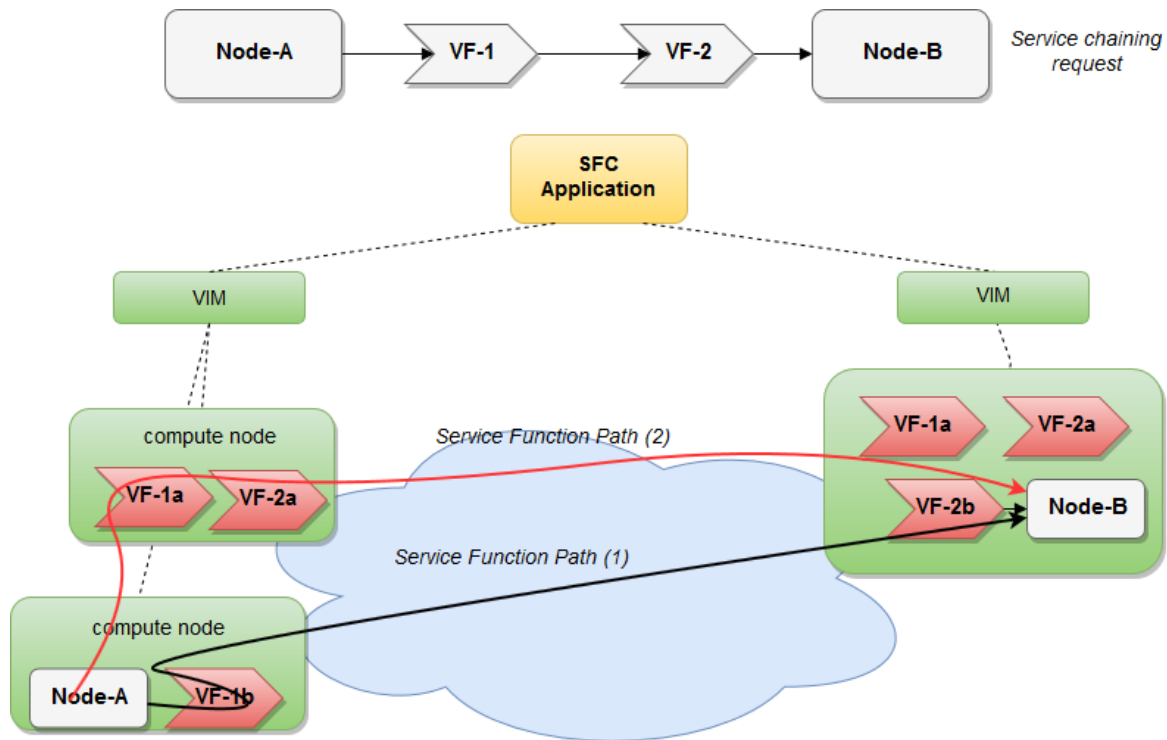 Node-A
VF-1
VF-2
Node-B
Service chaining
request
SFC
Application
VIM
VIM
compute node
VF-1a
VF-2a
Service Function Path (2)
VF-1a
VF-2a
VF-2b
Node-B
Service Function Path (1)
compute node
Node-A
VF-1b